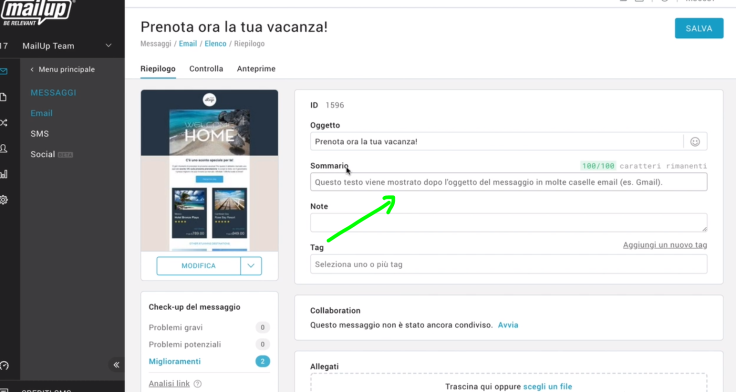 mailup
BE RELEVANT
Prenota ora la tua vacanza!
SALVA
17 MailUp Team
Messaggi / Email / Elenco / Riepilogo
‹ Menu principale
Riepilogo Controlla Anteprime
MESSAGGI
Email
SMS
Social
WELCOME
HOME
ID 1596
Oggetto
Prenota ora la tua vacanza!
Sommario 100/100 caratteri rimanenti
Questo testo viene mostrato dopo l'oggetto del messaggio in molte caselle email (es. Gmail).
Note
Tag Aggiungi un nuovo tag
Seleziona uno o più tag
MODIFICA
Check-up del messaggio
Problemi gravi 0
Problemi potenziali 0
Miglioramenti 2
Analisi link ?
Collaboration
Questo messaggio non è stato ancora condiviso. Avvia
Allegati
Trascina qui oppure scegli un file
CREDITI SMS